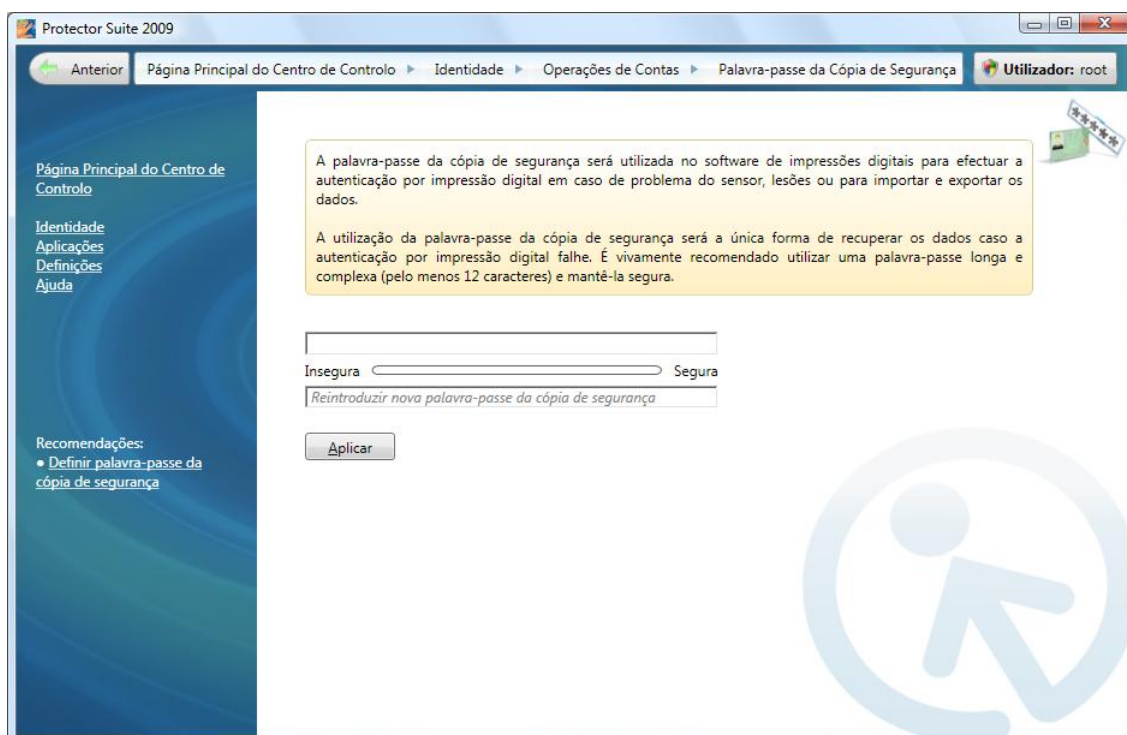 Protector Suite 2009
Anterior
Página Principal do Centro de Controlo
Identidade
Operações de Contas
Palavra-passe da Cópia de Segurança
Utilizador: root
Página Principal do Centro de
Controlo
Identidade
Aplicações
Definições
Ajuda
Recomendações:
• Definir palavra-passe da
cópia de segurança
A palavra-passe da cópia de segurança será utilizada no software de impressões digitais para efectuar a
autenticação por impressão digital em caso de problema do sensor, lesões ou para importar e exportar os
dados.
A utilização da palavra-passe da cópia de segurança será a única forma de recuperar os dados caso a
autenticação por impressão digital falhe. É vivamente recomendado utilizar uma palavra-passe longa e
complexa (pelo menos 12 caracteres) e mantê-la segura.
Insegura
Segura
Reintroduzir nova palavra-passe da cópia de segurança
Aplicar